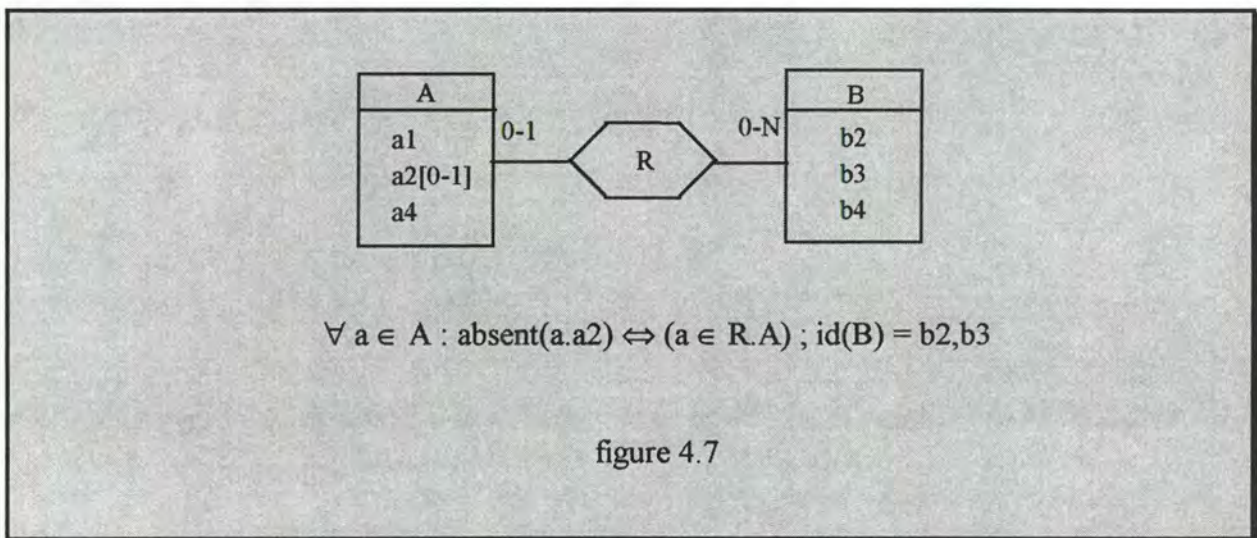 A
a1
a2[0-1]
a4
0-1
R
0-N
B
b2
b3
b4
∀ a ∈ A : absent(a.a2) ⇔ (a ∈ R.A) ; id(B) = b2,b3
figure 4.7